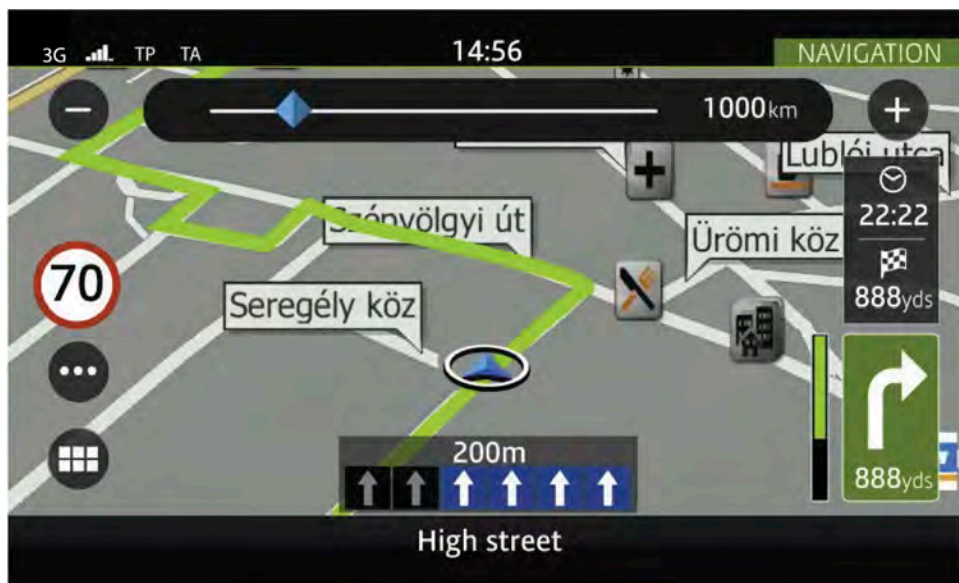 3G TP TA 14:56 NAVIGATION
1000km
Lublói utca
22:22
Szépvölgyi út
Ürömi köz
888yds
70
Seregély köz
200m
888yds
High street